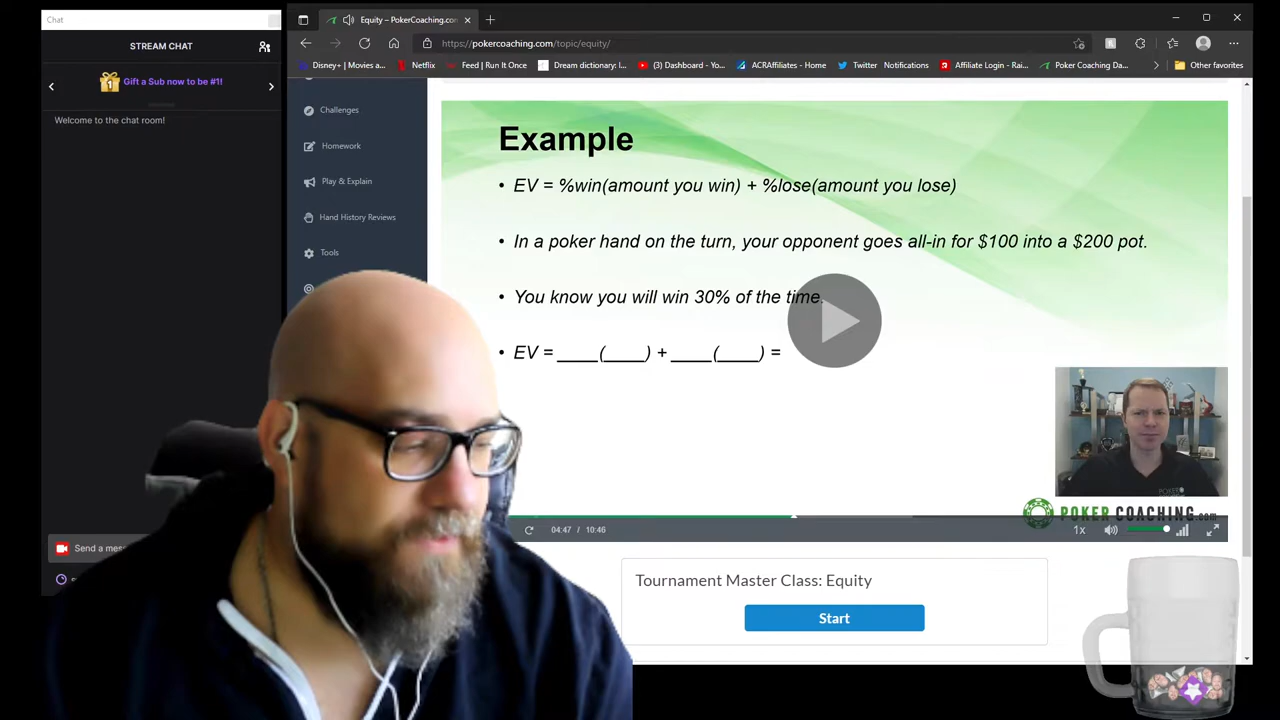 Chat
STREAM CHAT
Gift a Sub now to be #1!
Welcome to the chat room!
Send a mess
Equity – PokerCoaching.co
https://pokercoaching.com/topic/equity/
Disney+ | Movies a...
Netflix
Feed | Run It Once
Dream dictionary: I...
(3) Dashboard - Yo...
ACRAffiliates - Home
Twitter
Notifications
Affiliate Login - Rai...
Poker Coaching Da...
Other favorites
Challenges
Homework
Play & Explain
Hand History Reviews
Tools
Example
• EV = %win(amount you win) + %lose(amount you lose)
• In a poker hand on the turn, your opponent goes all-in for $100 into a $200 pot.
• You know you will win 30% of the time.
• EV = ____(____) + ____(____) =
POKER COACHING.com
04:47 / 10:46
1x
Tournament Master Class: Equity
Start